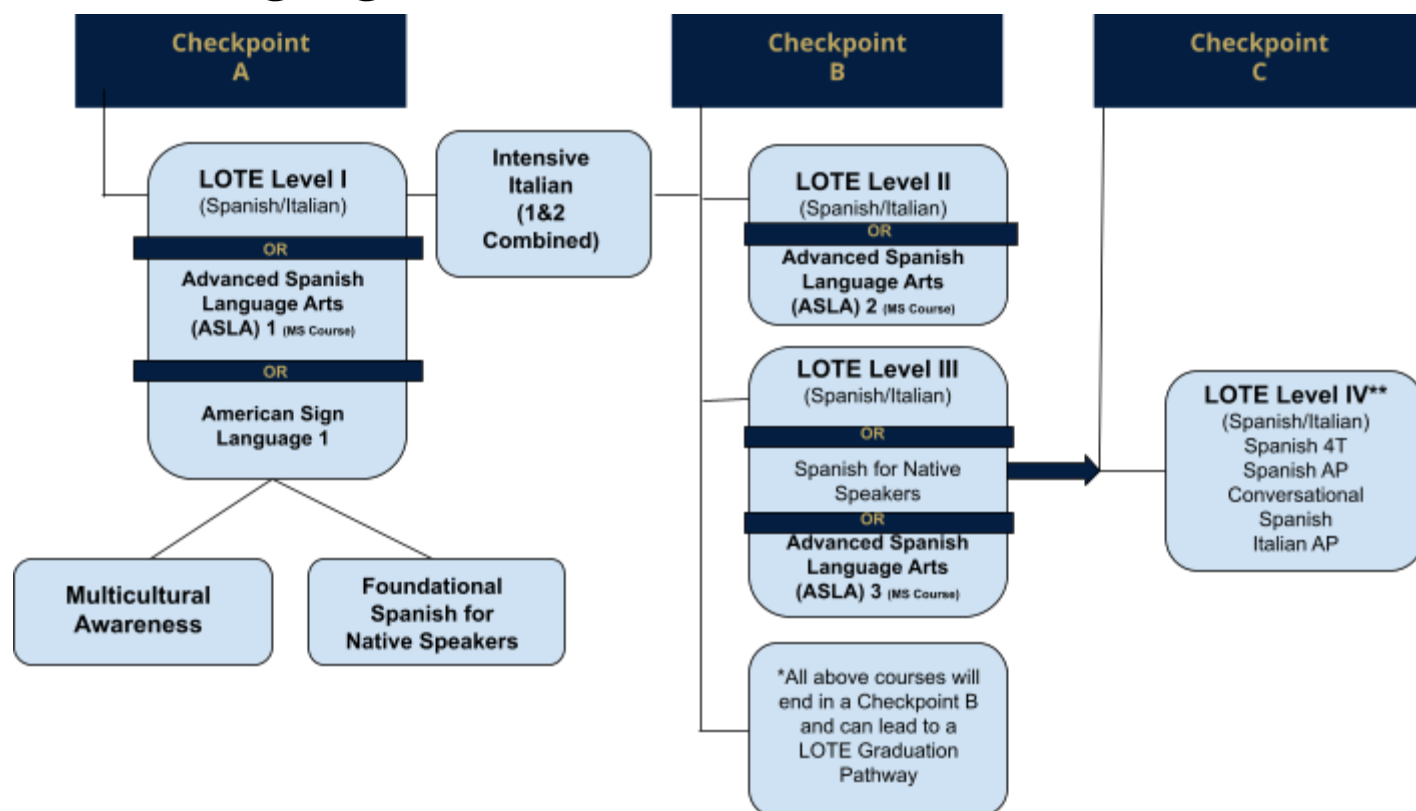 Checkpoint
A
Checkpoint
B
Checkpoint
C
LOTE Level I
(Spanish/Italian)
OR
Advanced Spanish
Language Arts
(ASLA) 1 (MS Course)
OR
American Sign
Language 1
Intensive
Italian
(1&2
Combined)
Multicultural
Awareness
Foundational
Spanish for
Native Speakers
LOTE Level II
(Spanish/Italian)
OR
Advanced Spanish
Language Arts
(ASLA) 2 (MS Course)
LOTE Level III
(Spanish/Italian)
OR
Spanish for Native
Speakers
OR
Advanced Spanish
Language Arts
(ASLA) 3 (MS Course)
*All above courses will
end in a Checkpoint B
and can lead to a
LOTE Graduation
Pathway
LOTE Level IV**
(Spanish/Italian)
Spanish 4T
Spanish AP
Conversational
Spanish
Italian AP